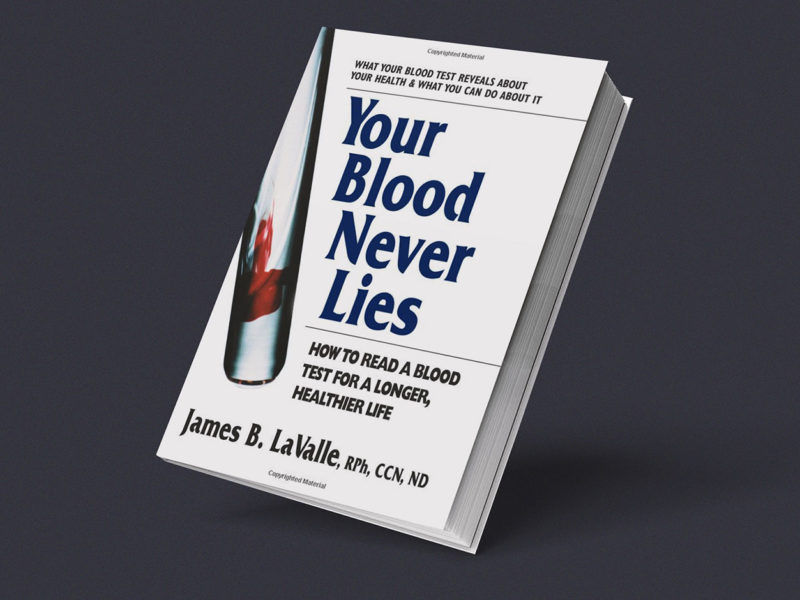 Copyrighted Material
WHAT YOUR BLOOD TEST REVEALS ABOUT
YOUR HEALTH & WHAT YOU CAN DO ABOUT IT
Your
Blood
Never
Lies
HOW TO READ A BLOOD
TEST FOR A LONGER,
HEALTHIER LIFE
James B. LaValle, RPh, CCN, ND
Copyrighted Material